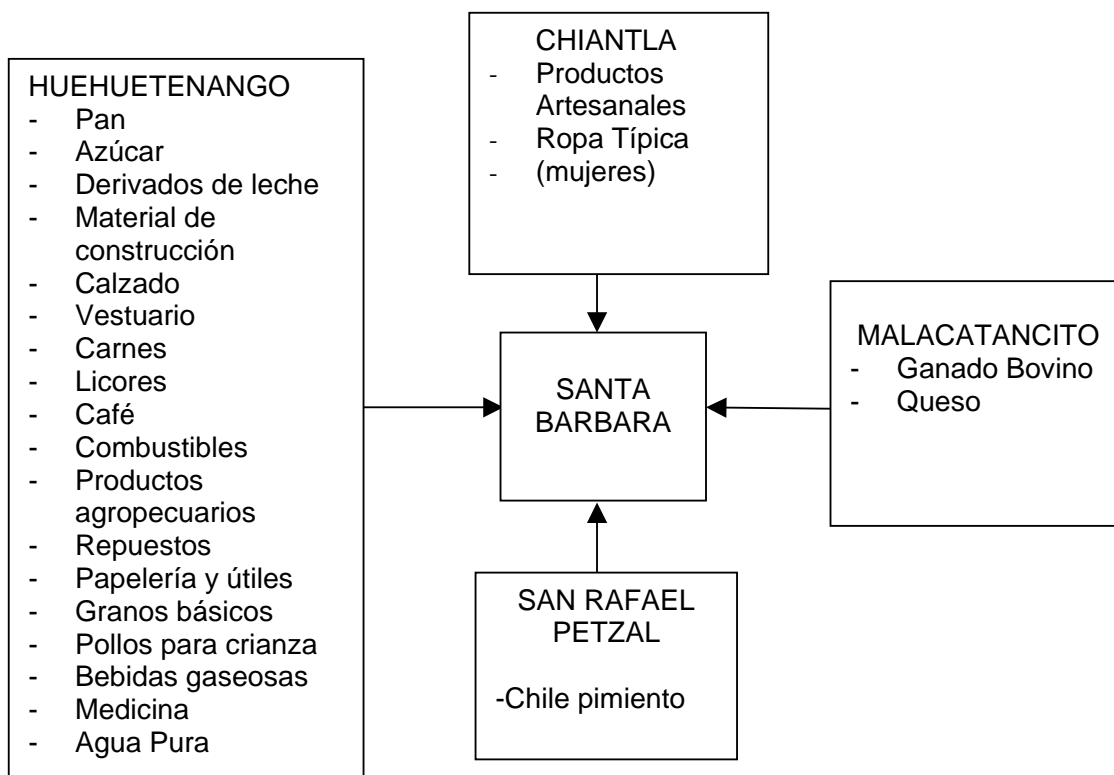 HUEHUETENANGO
- Pan
- Azúcar
- Derivados de leche
- Material de
construcción
- Calzado
- Vestuario
- Carnes
- Licores
- Café
- Combustibles
- Productos
agropecuarios
- Repuestos
- Papelería y útiles
- Granos básicos
- Pollos para crianza
- Bebidas gaseosas
- Medicina
- Agua Pura
CHIANTLA
- Productos
Artesanales
- Ropa Típica
- (mujeres)
SANTA
BARBARA
MALACATANCITO
- Ganado Bovino
- Queso
SAN RAFAEL
PETZAL
-Chile pimiento